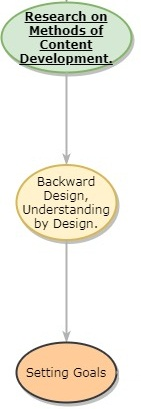 Research on
Methods of
Content
Development.
Backward
Design,
Understanding
by Design.
Setting Goals